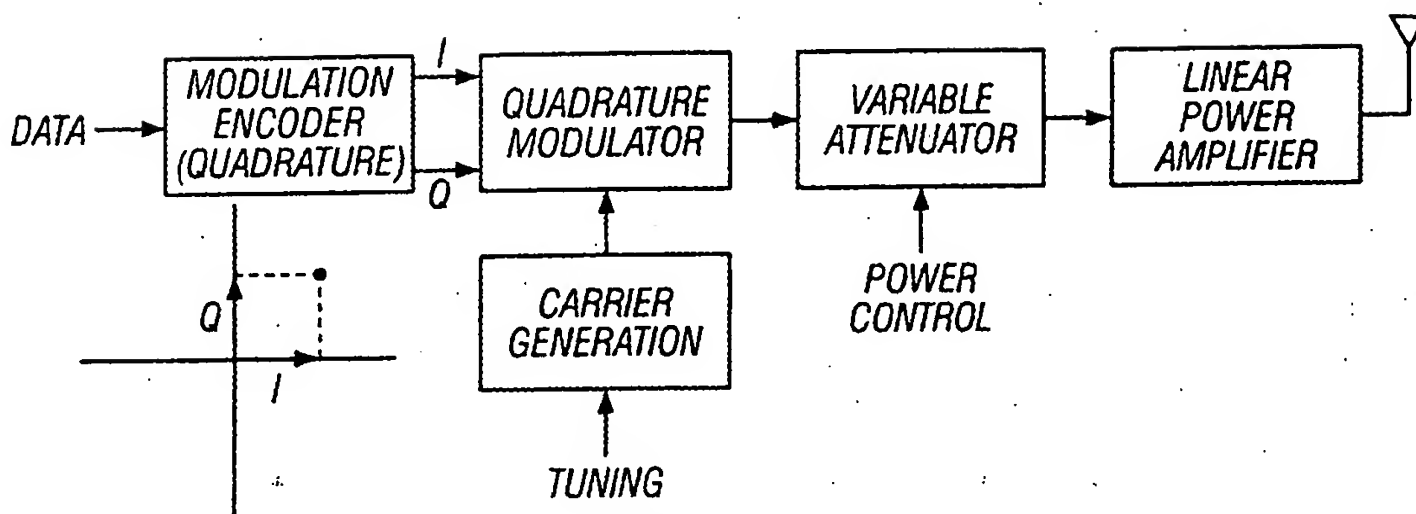 DATA
MODULATION
ENCODER
(QUADRATURE)
I
Q
QUADRATURE
MODULATOR
VARIABLE
ATTENUATOR
LINEAR
POWER
AMPLIFIER
CARRIER
GENERATION
POWER
CONTROL
Q
I
TUNING